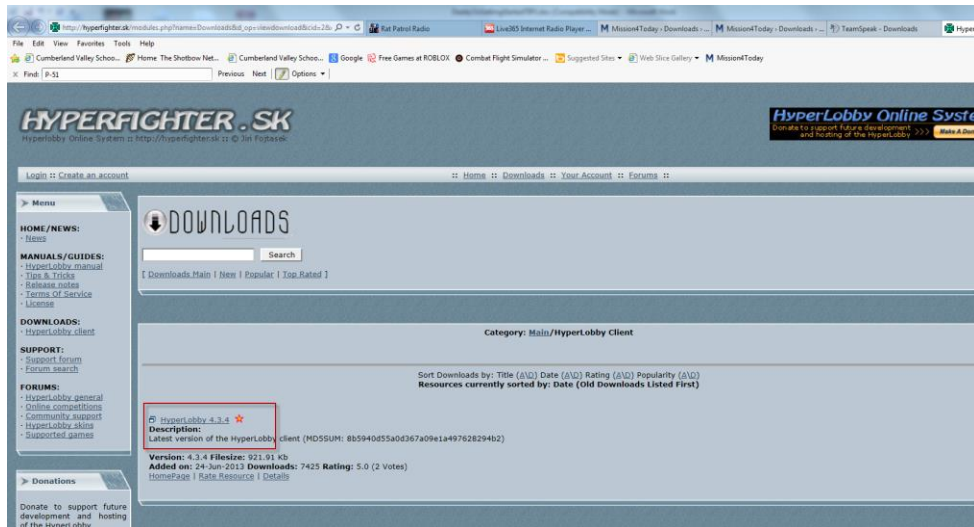 http://hyperfighter.sk/modules.php?name=Downloads&d_op=viewdownload&cid=2&
Rat Patrol Radio
Live365 Internet Radio Player ...
Mission4Today › Downloads › ...
Mission4Today › Downloads › ...
TeamSpeak - Downloads
Hyper
File Edit View Favorites Tools Help
Cumberland Valley Schoo...
Home The Shotbow Net...
Cumberland Valley Schoo...
Google
Free Games at ROBLOX
Combat Flight Simulator ...
Suggested Sites
Web Slice Gallery
Mission4Today
× Find: P-51
Previous Next Options
HYPERFIGHTER.SK
Hyperlobby Online System :: http://hyperfighter.sk :: © Jiri Fojtasek
HyperLobby Online Syste
Donate to support future development
and hosting of the HyperLobby >>> Make A Don
Login :: Create an account
:: Home :: Downloads :: Your Account :: Forums ::
Menu
HOME/NEWS:
· News
MANUALS/GUIDES:
· HyperLobby manual
· Tips & Tricks
· Release notes
· Terms Of Service
· License
DOWNLOADS:
· HyperLobby client
SUPPORT:
· Support forum
· Forum search
FORUMS:
· HyperLobby general
· Online competitions
· Community support
· HyperLobby skins
· Supported games
Donations
Donate to support future
development and hosting
of the HyperLobby
DOWNLOADS
Search
[ Downloads Main | New | Popular | Top Rated ]
Category: Main/HyperLobby Client
Sort Downloads by: Title (A\D) Date (A\D) Rating (A\D) Popularity (A\D)
Resources currently sorted by: Date (Old Downloads Listed First)
HyperLobby 4.3.4
Description:
Latest version of the HyperLobby client (MD5SUM: 8b5940d55a0d367a09e1a497628294b2)
Version: 4.3.4 Filesize: 921.91 Kb
Added on: 24-Jun-2013 Downloads: 7425 Rating: 5.0 (2 Votes)
HomePage | Rate Resource | Details